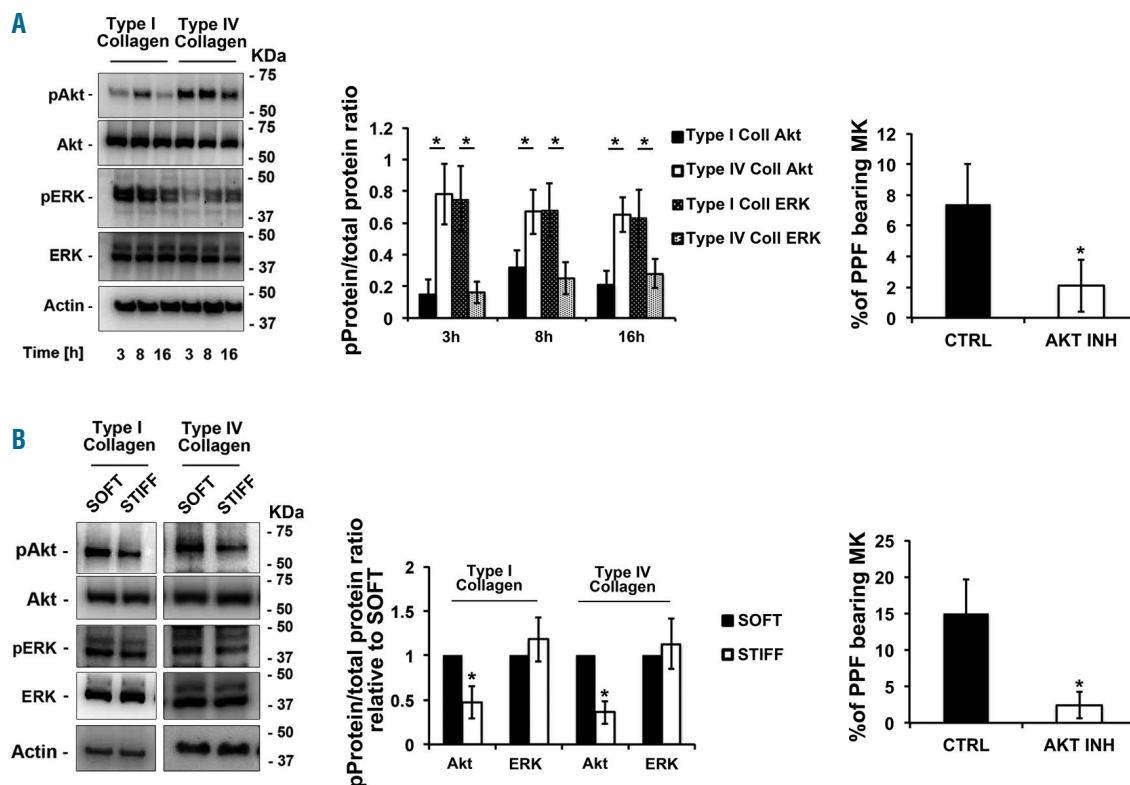 A
Type I Collagen
Type IV Collagen
KDa
pAkt -
- 75
- 50
Akt -
- 75
- 50
pERK -
- 50
- 37
ERK -
- 50
- 37
Actin -
- 50
- 37
Time [h] 3 8 16 3 8 16
pProtein/total protein ratio
1.2
1
0.8
0.6
0.4
0.2
0
* * * * * *
3h 8h 16h
Type I Coll Akt
Type IV Coll Akt
Type I Coll ERK
Type IV Coll ERK
%of PPF bearing MK
12
10
8
6
4
2
0
*
CTRL AKT INH
B
Type I Collagen
Type IV Collagen
SOFT STIFF SOFT STIFF
KDa
pAkt -
- 75
- 50
Akt -
- 75
- 50
pERK -
- 50
- 37
ERK -
- 50
- 37
Actin -
- 50
- 37
pProtein/total protein ratio
relative to SOFT
Type I Collagen
Type IV Collagen
2
1.5
1
0.5
0
* *
Akt ERK Akt ERK
SOFT
STIFF
%of PPF bearing MK
25
20
15
10
5
0
*
CTRL AKT INH